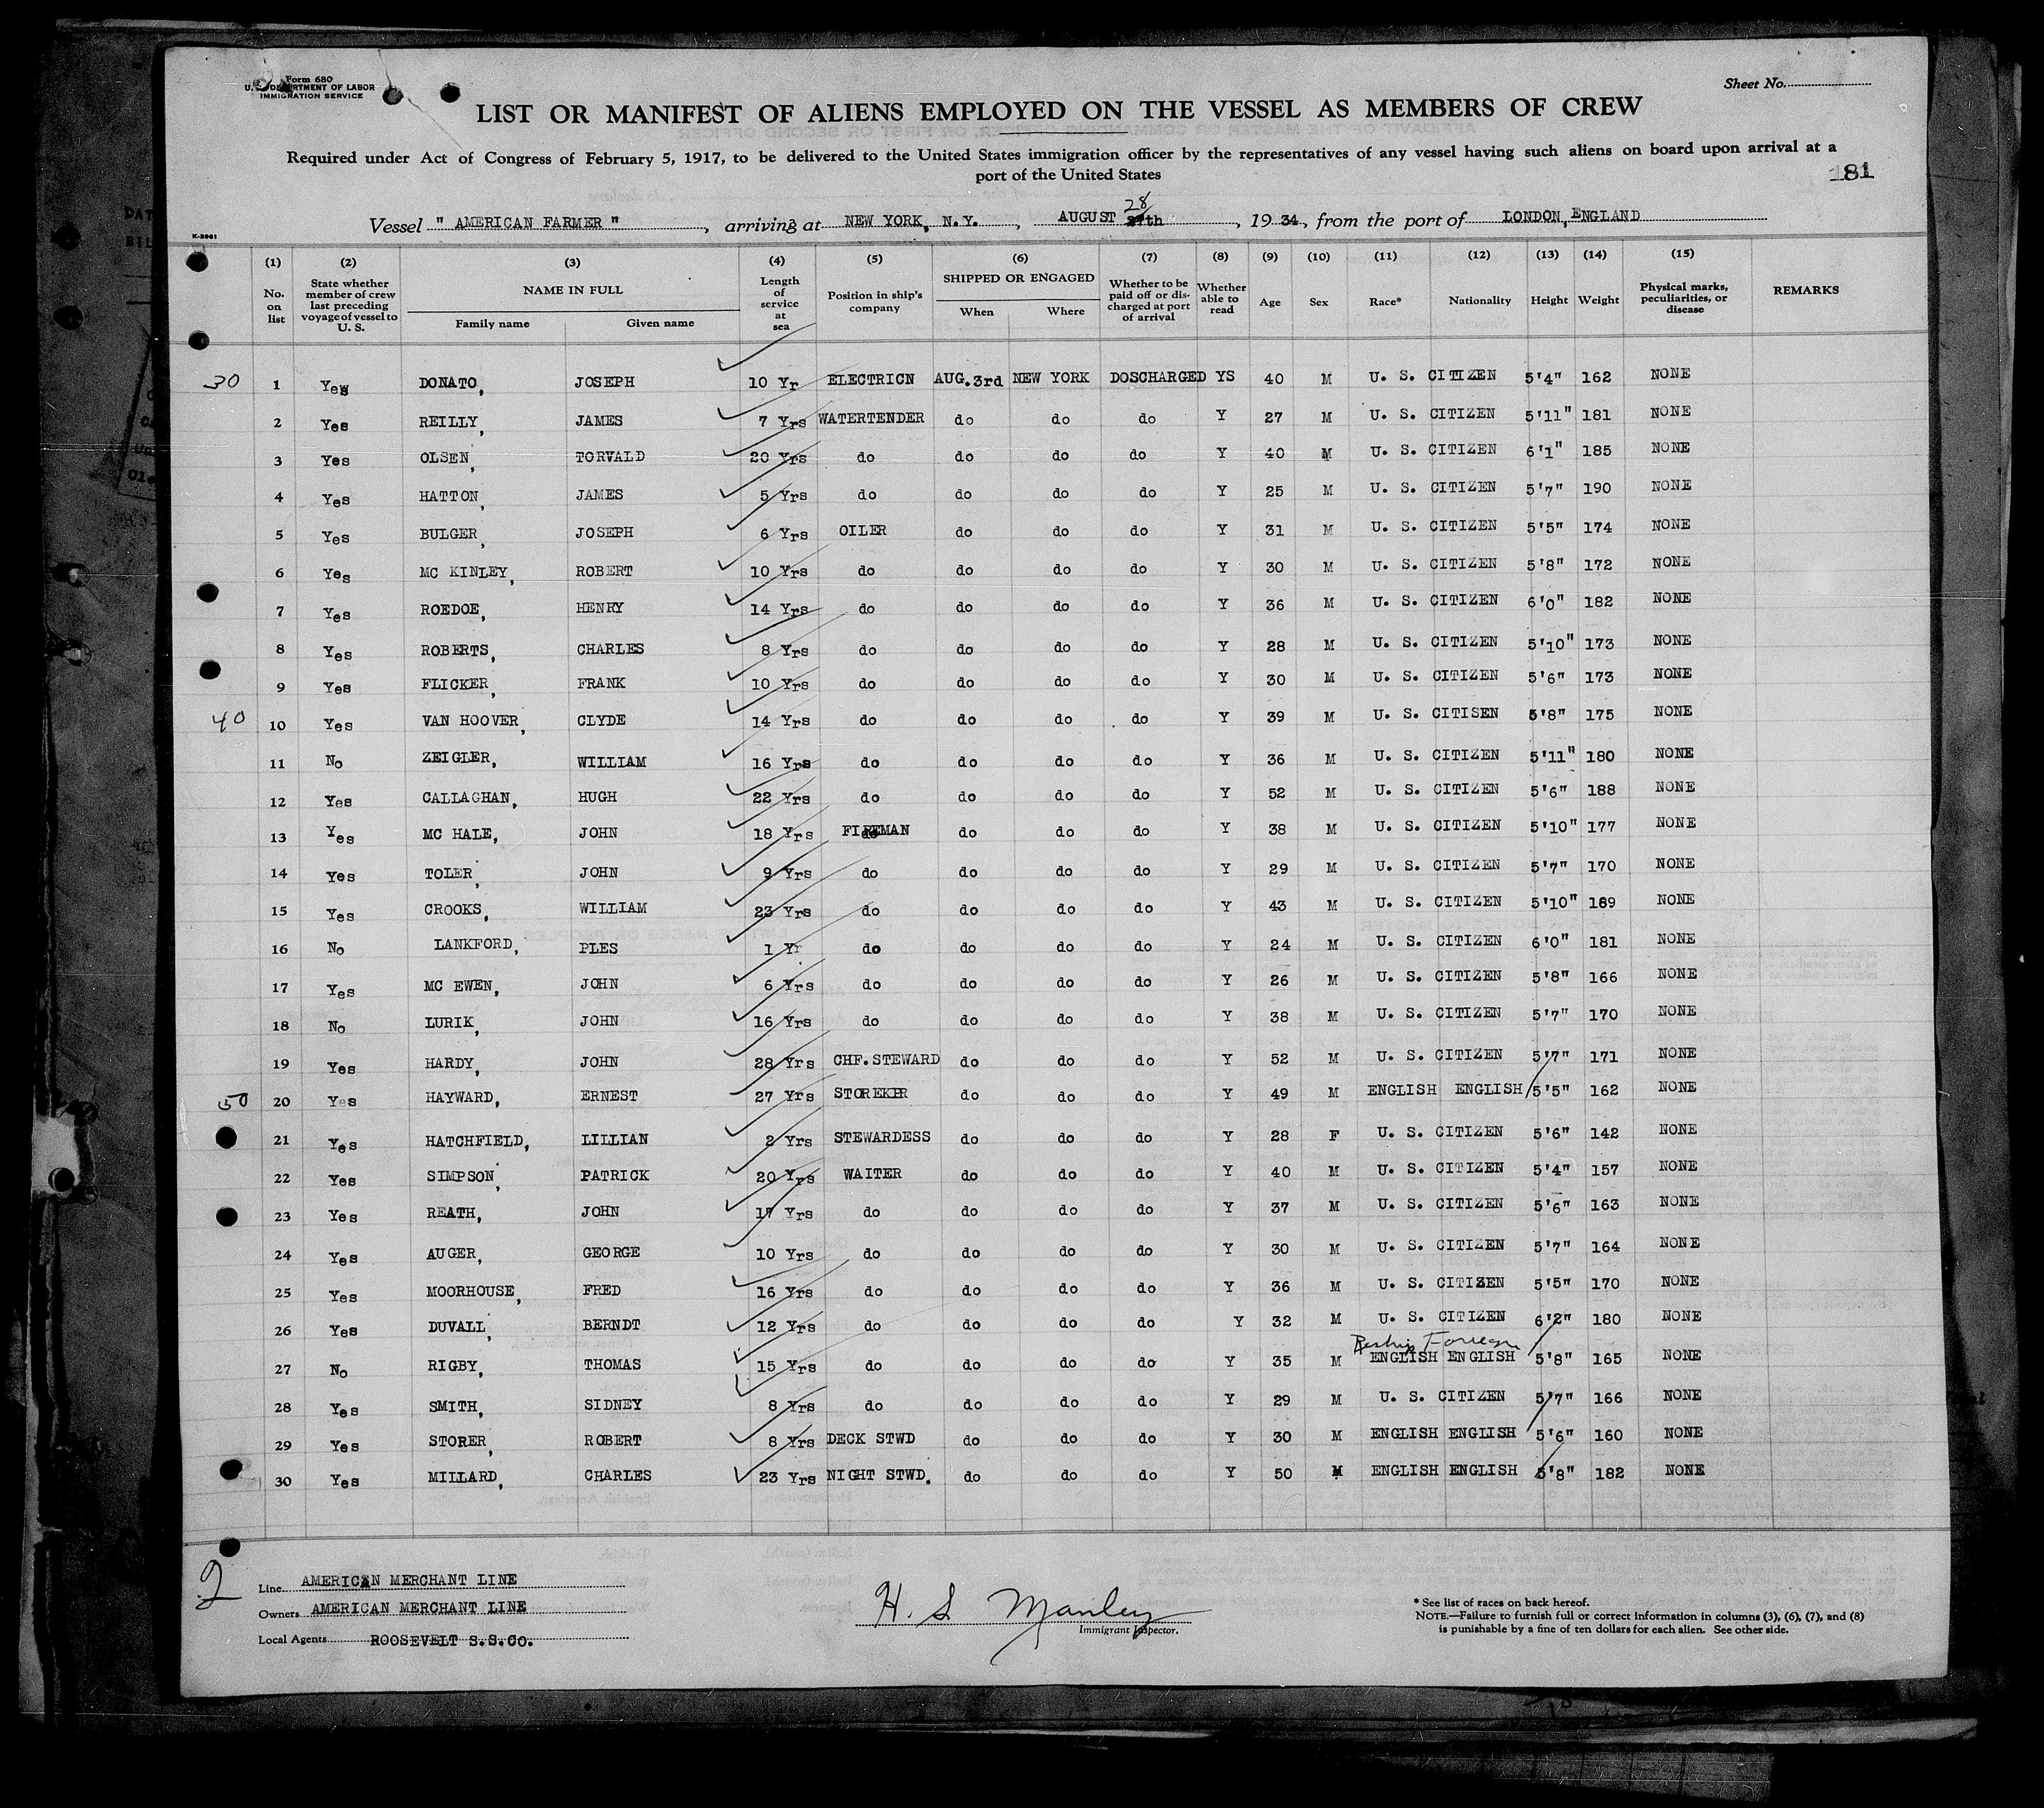 Form 680
U. S. DEPARTMENT OF LABOR
IMMIGRATION SERVICE
Sheet No.
LIST OR MANIFEST OF ALIENS EMPLOYED ON THE VESSEL AS MEMBERS OF CREW
Required under Act of Congress of February 5, 1917, to be delivered to the United States immigration officer by the representatives of any vessel having such aliens on board upon arrival at a
port of the United States
181
28
Vessel " AMERICAN FARMER ", arriving at NEW YORK, N.Y., AUGUST 27th, 19 34, from the port of LONDON, ENGLAND
(1) (2) (3) (4) (5) (6) (7) (8) (9) (10) (11) (12) (13) (14) (15)
No. on list State whether member of crew last preceding voyage of vessel to U. S. NAME IN FULL Family name Given name Length of service at sea Position in ship's company SHIPPED OR ENGAGED When Where Whether to be paid off or discharged at port of arrival Whether able to read Age Sex Race* Nationality Height Weight Physical marks, peculiarities, or disease REMARKS
30 1 Yes DONATO, JOSEPH 10 Yr ELECTRICN AUG.3rd NEW YORK DOSCHARGED YS 40 M U. S. CITIZEN 5'4" 162 NONE
2 Yes REILLY, JAMES 7 Yrs WATERTENDER do do do Y 27 M U. S. CITIZEN 5'11" 181 NONE
3 Yes OLSEN, TORVALD 20 Yrs do do do do Y 40 M U. S. CITIZEN 6'1" 185 NONE
4 Yes HATTON, JAMES 5 Yrs do do do do Y 25 M U. S. CITIZEN 5'7" 190 NONE
5 Yes BULGER, JOSEPH 6 Yrs OILER do do do Y 31 M U. S. CITIZEN 5'5" 174 NONE
6 Yes MC KINLEY, ROBERT 10 Yrs do do do do Y 30 M U. S. CITIZEN 5'8" 172 NONE
7 Yes ROEDOE, HENRY 14 Yrs do do do do Y 36 M U. S. CITIZEN 6'0" 182 NONE
8 Yes ROBERTS, CHARLES 8 Yrs do do do do Y 28 M U. S. CITIZEN 5'10" 173 NONE
9 Yes FLICKER, FRANK 10 Yrs do do do do Y 30 M U. S. CITIZEN 5'6" 173 NONE
40 10 Yes VAN HOOVER, CLYDE 14 Yrs do do do do Y 39 M U. S. CITISEN 5'8" 175 NONE
11 No ZEIGLER, WILLIAM 16 Yrs do do do do Y 36 M U. S. CITIZEN 5'11" 180 NONE
12 Yes CALLAGHAN, HUGH 22 Yrs do do do do Y 52 M U. S. CITIZEN 5'6" 188 NONE
13 Yes MC HALE, JOHN 18 Yrs FIREMAN do do do Y 38 M U. S. CITIZEN 5'10" 177 NONE
14 Yes TOLER, JOHN 9 Yrs do do do do Y 29 M U. S. CITIZEN 5'7" 170 NONE
15 Yes CROOKS, WILLIAM 23 Yrs do do do do Y 43 M U. S. CITIZEN 5'10" 189 NONE
16 No LANKFORD, PLES 1 Yr do do do do Y 24 M U. S. CITIZEN 6'0" 181 NONE
17 Yes MC EWEN, JOHN 6 Yrs do do do do Y 26 M U. S. CITIZEN 5'8" 166 NONE
18 No LURIK, JOHN 16 Yrs do do do do Y 38 M U. S. CITIZEN 5'7" 170 NONE
19 Yes HARDY, JOHN 28 Yrs CHF.STEWARD do do do Y 52 M U. S. CITIZEN 5'7" 171 NONE
50 20 Yes HAYWARD, ERNEST 27 Yrs STOREKPR do do do Y 49 M ENGLISH ENGLISH 5'5" 162 NONE
21 Yes HATCHFIELD, LILLIAN 2 Yrs STEWARDESS do do do Y 28 F U. S. CITIZEN 5'6" 142 NONE
22 Yes SIMPSON, PATRICK 20 Yrs WAITER do do do Y 40 M U. S. CITIZEN 5'4" 157 NONE
23 Yes REATH, JOHN 17 Yrs do do do do Y 37 M U. S. CITIZEN 5'6" 163 NONE
24 Yes AUGER, GEORGE 10 Yrs do do do do Y 30 M U. S. CITIZEN 5'7" 164 NONE
25 Yes MOORHOUSE, FRED 16 Yrs do do do do Y 36 M U. S. CITIZEN 5'5" 170 NONE
26 Yes DUVALL, BERNDT 12 Yrs do do do do Y 32 M U. S. CITIZEN 6'2" 180 NONE
Reship Foreign
27 No RIGBY, THOMAS 15 Yrs do do do do Y 35 M ENGLISH ENGLISH 5'8" 165 NONE
28 Yes SMITH, SIDNEY 8 Yrs do do do do Y 29 M U. S. CITIZEN 5'7" 166 NONE
29 Yes STORER, ROBERT 8 Yrs DECK STWD do do do Y 30 M ENGLISH ENGLISH 5'6" 160 NONE
30 Yes MILLARD, CHARLES 23 Yrs NIGHT STWD. do do do Y 50 M ENGLISH ENGLISH 5'8" 182 NONE
2
Line AMERICAN MERCHANT LINE
Owners AMERICAN MERCHANT LINE
Local Agents ROOSEVELT S.S.CO.
H. S. Manley
Immigrant Inspector.
* See list of races on back hereof.
NOTE.—Failure to furnish full or correct information in columns (3), (6), (7), and (8)
is punishable by a fine of ten dollars for each alien. See other side.